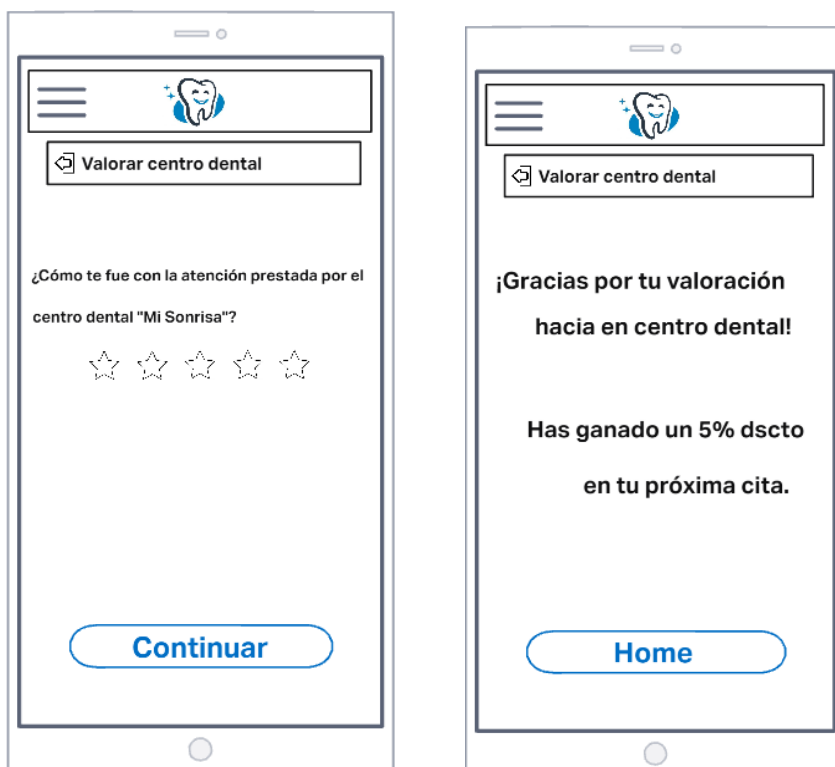 Valorar centro dental
¿Cómo te fue con la atención prestada por el
centro dental "Mi Sonrisa"?
Continuar
Valorar centro dental
¡Gracias por tu valoración
hacia en centro dental!
Has ganado un 5% dscto
en tu próxima cita.
Home